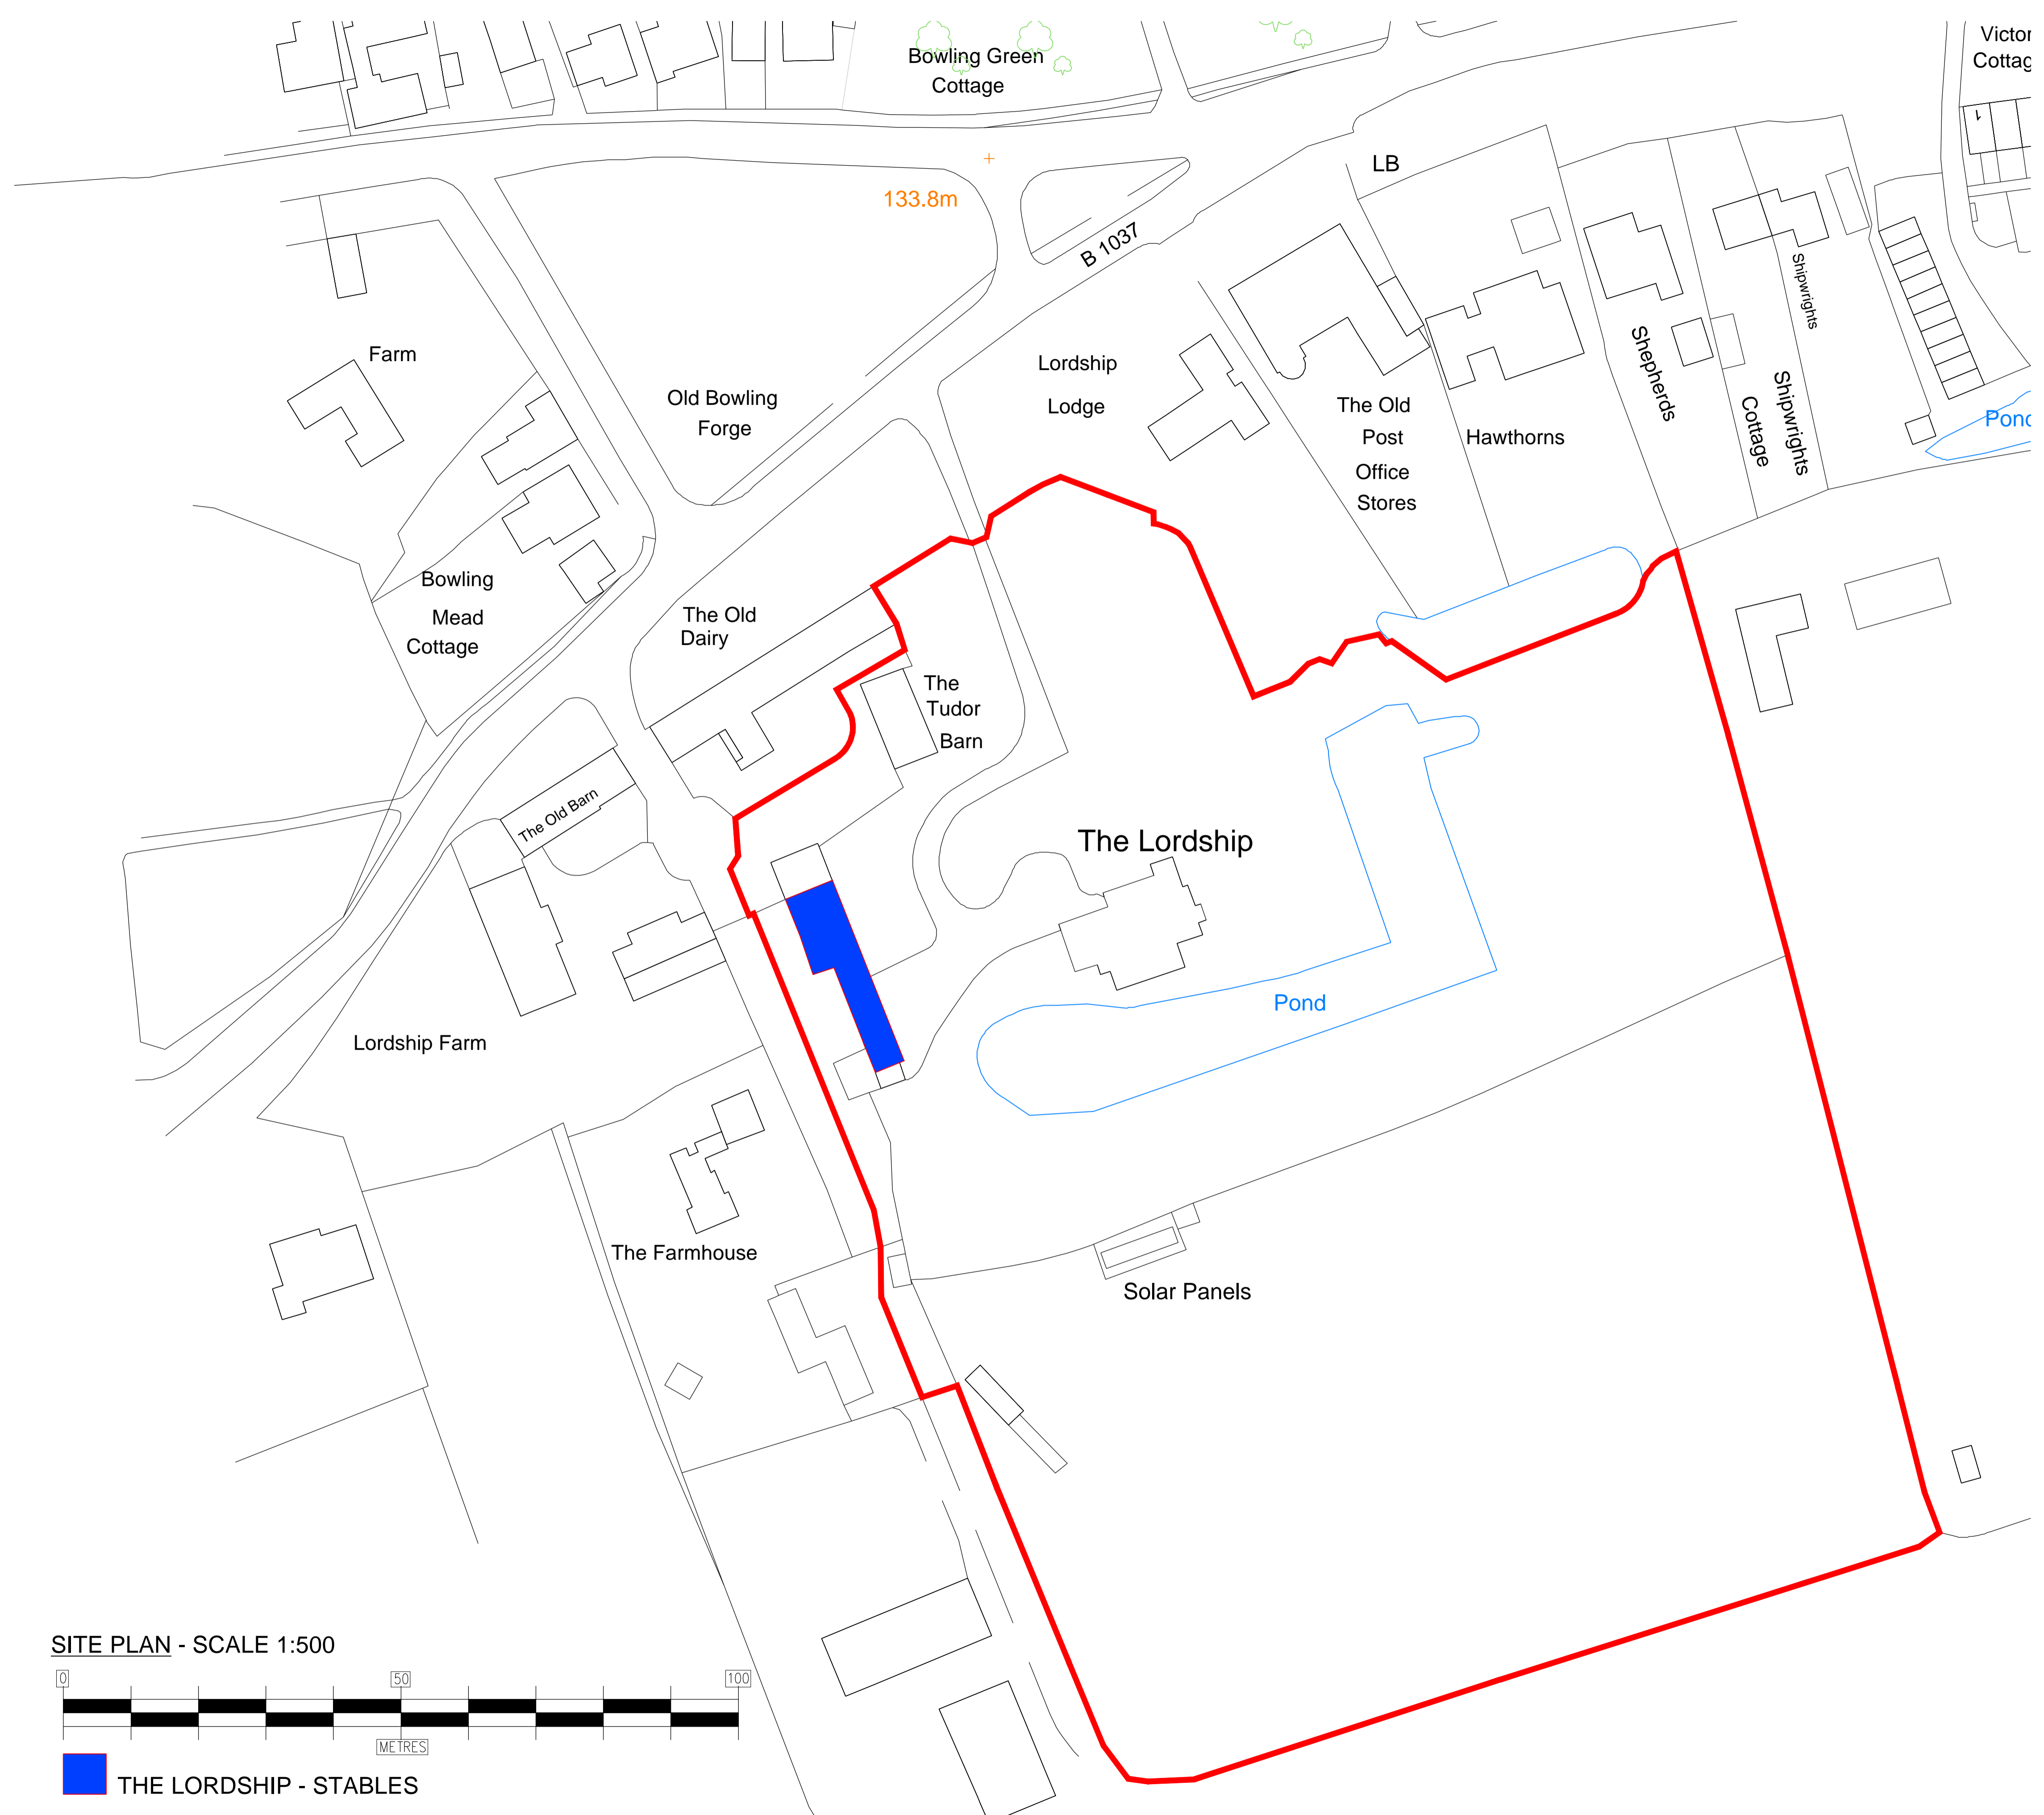 Bowling Green
Cottage
Victor
Cottag
1
LB
133.8m
B 1037
Farm
Old Bowling
Forge
Lordship
Lodge
The Old
Post
Office
Stores
Hawthorns
Shepherds
Shipwrights
Cottage
Shipwrights
Pond
Bowling
Mead
Cottage
The Old
Dairy
The
Tudor
Barn
The Old Barn
The Lordship
Pond
Lordship Farm
The Farmhouse
Solar Panels
SITE PLAN - SCALE 1:500
0
50
100
METRES
THE LORDSHIP - STABLES